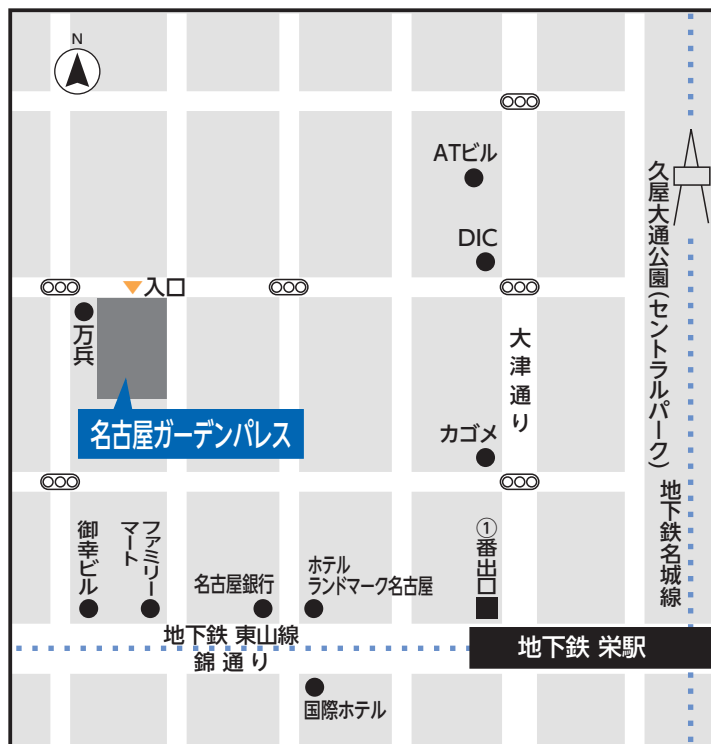 N
ATビル
DIC
入口
万兵
名古屋ガーデンパレス
大津通り
久屋大通公園(セントラルパーク)
カゴメ
地下鉄名城線
御幸ビル
ファミリー
マート
名古屋銀行
ホテル
ランドマーク名古屋
①番出口
地下鉄 東山線
錦 通 り
地下鉄 栄駅
国際ホテル